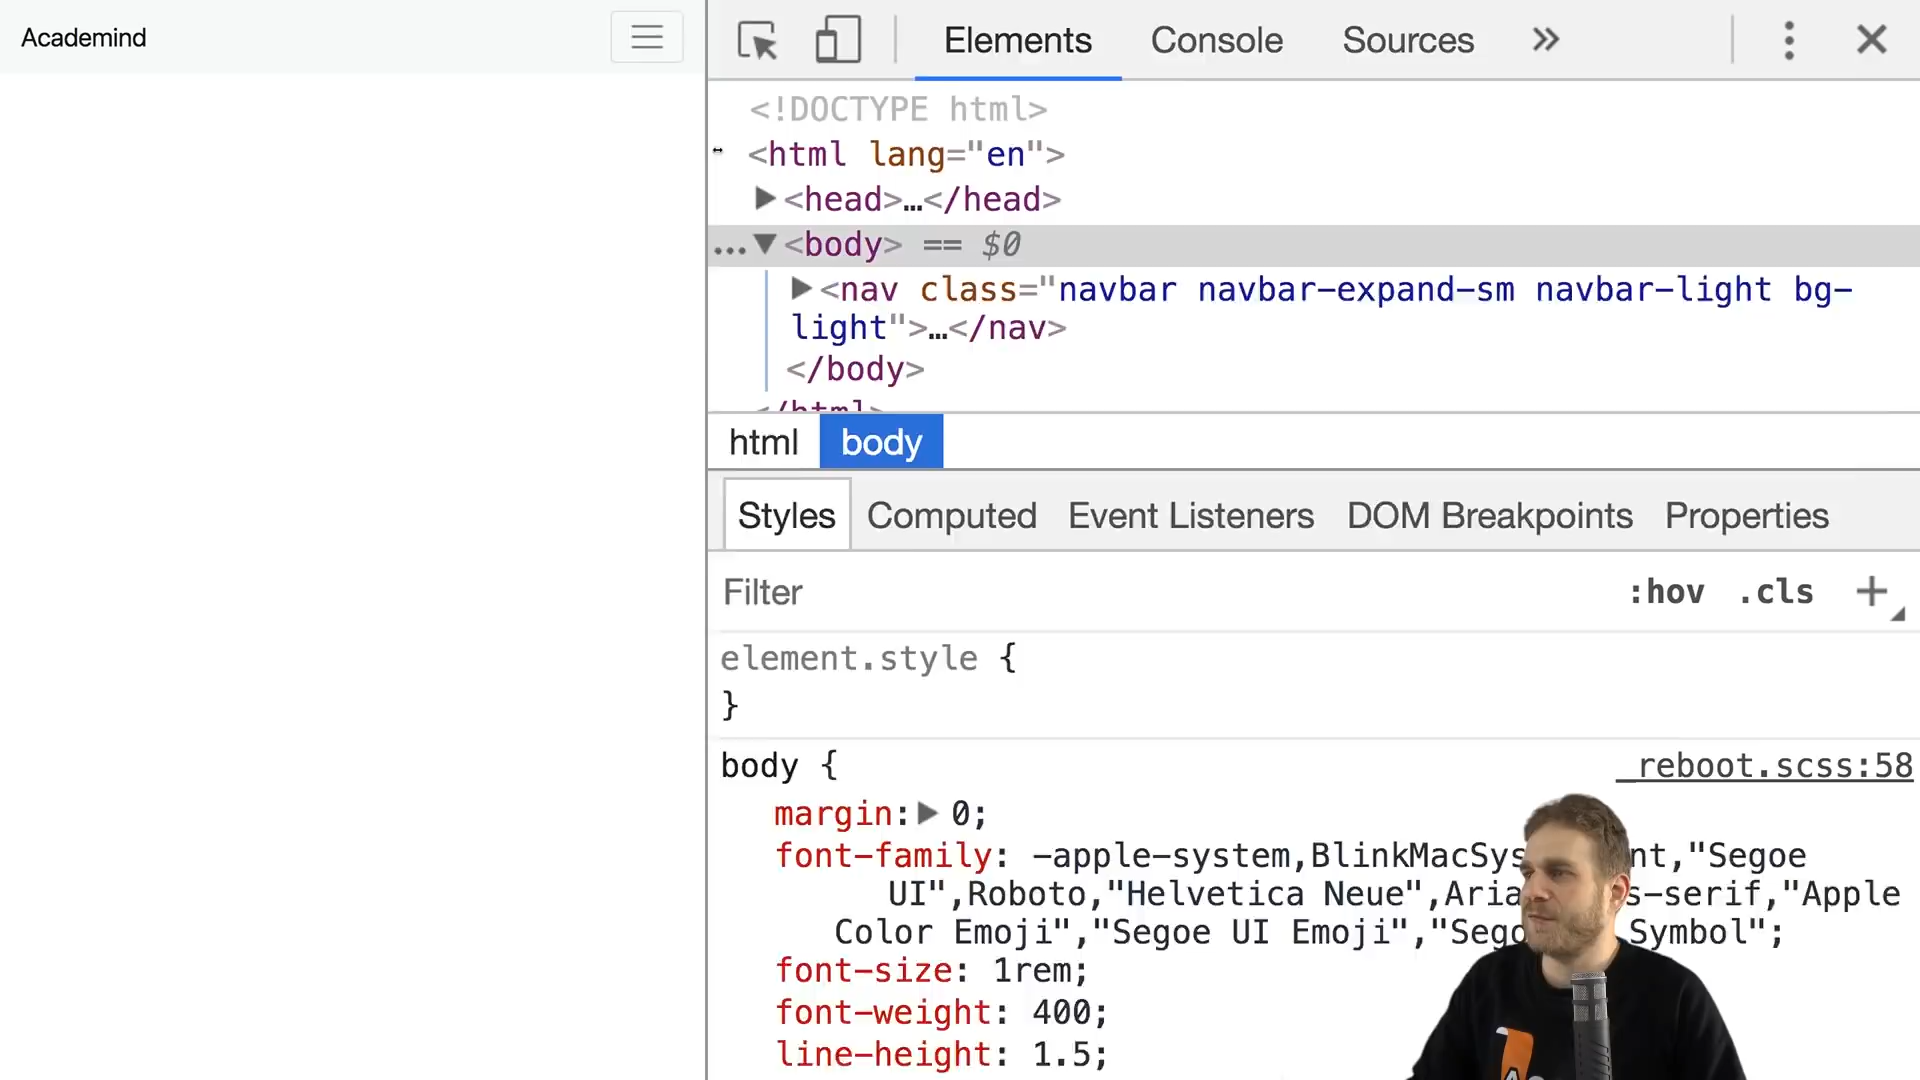 Academind
Elements Console Sources
<!DOCTYPE html>
<html lang="en">
<head>…</head>
<body> == $0
<nav class="navbar navbar-expand-sm navbar-light bg-
light">…</nav>
</body>
</html>
html body
Styles Computed Event Listeners DOM Breakpoints Properties
Filter :hov .cls +
element.style {
}
body { _reboot.scss:58
margin: 0;
font-family: -apple-system,BlinkMacSys nt,"Segoe
UI",Roboto,"Helvetica Neue",Aria s-serif,"Apple
Color Emoji","Segoe UI Emoji","Sego Symbol";
font-size: 1rem;
font-weight: 400;
line-height: 1.5;